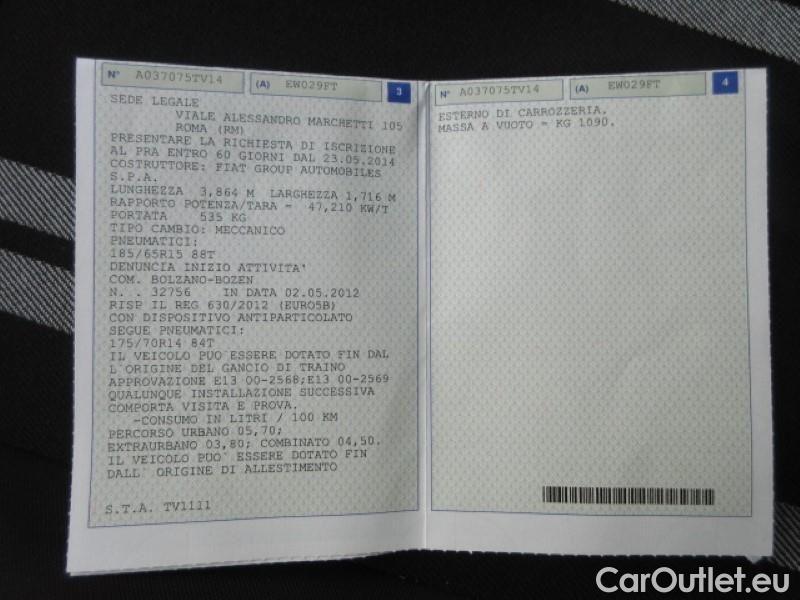 N° A037075TV14 (A) EW029FT 3
SEDE LEGALE
VIALE ALESSANDRO MARCHETTI 105
ROMA (RM)
PRESENTARE LA RICHIESTA DI ISCRIZIONE
AL PRA ENTRO 60 GIORNI DAL 23.05.2014
COSTRUTTORE: FIAT GROUP AUTOMOBILES
S.P.A.
LUNGHEZZA 3,864 M LARGHEZZA 1,716 M
RAPPORTO POTENZA/TARA = 47,210 KW/T
PORTATA 535 KG
TIPO CAMBIO: MECCANICO
PNEUMATICI:
185/65R15 88T
DENUNCIA INIZIO ATTIVITA'
COM. BOLZANO-BOZEN
N. . 32756 IN DATA 02.05.2012
RISP IL REG 630/2012 (EURO5B)
CON DISPOSITIVO ANTIPARTICOLATO
SEGUE PNEUMATICI:
175/70R14 84T
IL VEICOLO PUO`ESSERE DOTATO FIN DAL
L`ORIGINE DEL GANCIO DI TRAINO
APPROVAZIONE E13 00-2568;E13 00-2569
QUALUNQUE INSTALLAZIONE SUCCESSIVA
COMPORTA VISITA E PROVA.
-CONSUMO IN LITRI / 100 KM
PERCORSO URBANO 05,70;
EXTRAURBANO 03,80; COMBINATO 04,50.
IL VEICOLO PUO` ESSERE DOTATO FIN
DALL` ORIGINE DI ALLESTIMENTO
S.T.A. TV1111
N° A037075TV14 (A) EW029FT 4
ESTERNO DI CARROZZERIA.
MASSA A VUOTO = KG 1090.
CarOutlet.eu